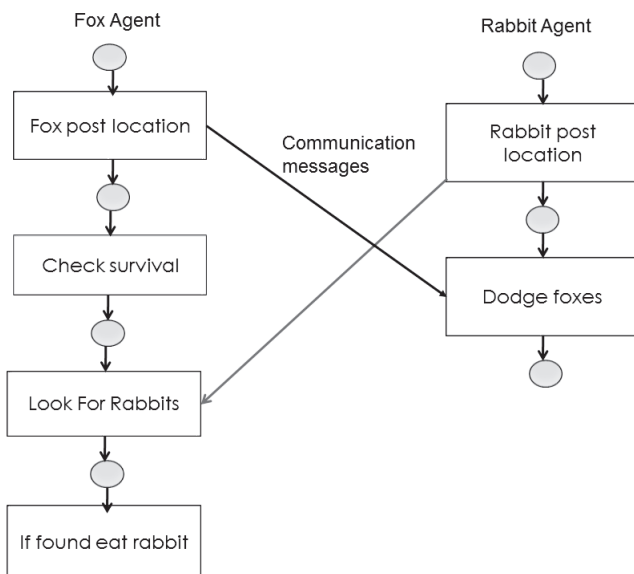 Fox Agent
Rabbit Agent
Fox post location
Communication
messages
Rabbit post
location
Check survival
Dodge foxes
Look For Rabbits
If found eat rabbit